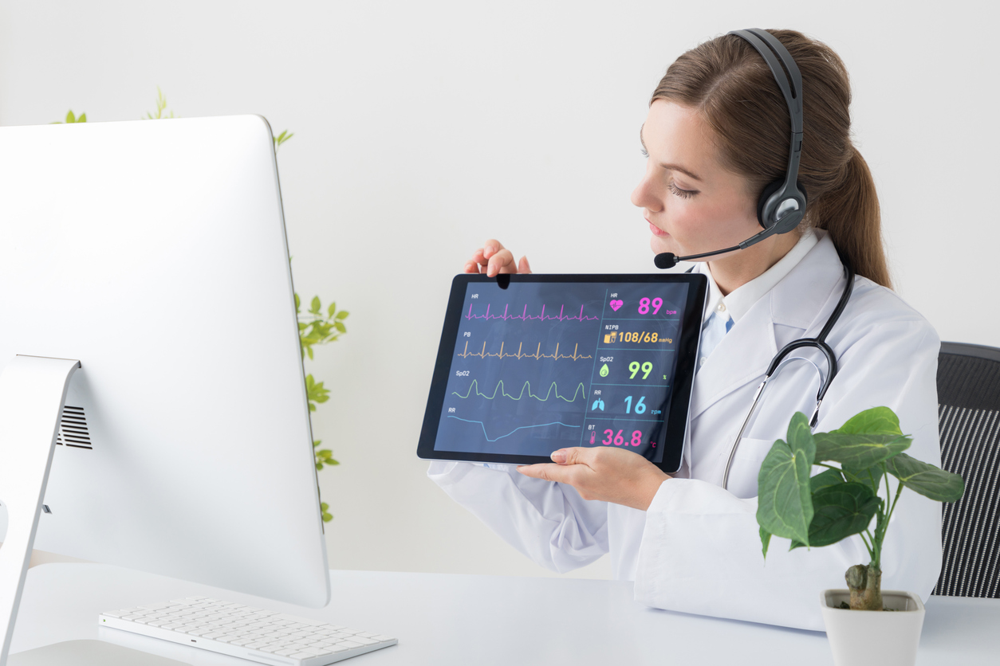 HR
PB
SpO2
RR
HR
89 bpm
NIPB
108/68 mmHg
SpO2
99 %
RR
16 rpm
BT
36.8 °C